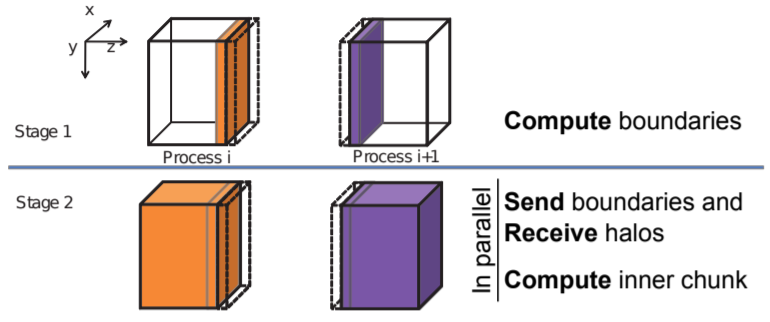 x
y
z
Stage 1
Process i
Process i+1
Compute boundaries
Stage 2
In parallel
Send boundaries and
Receive halos
Compute inner chunk